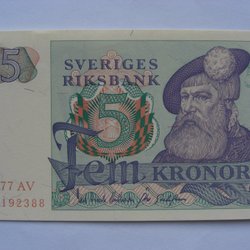 5
SVERIGES
RIKSBANK
5
Fem KRONOR
77 AV
192388